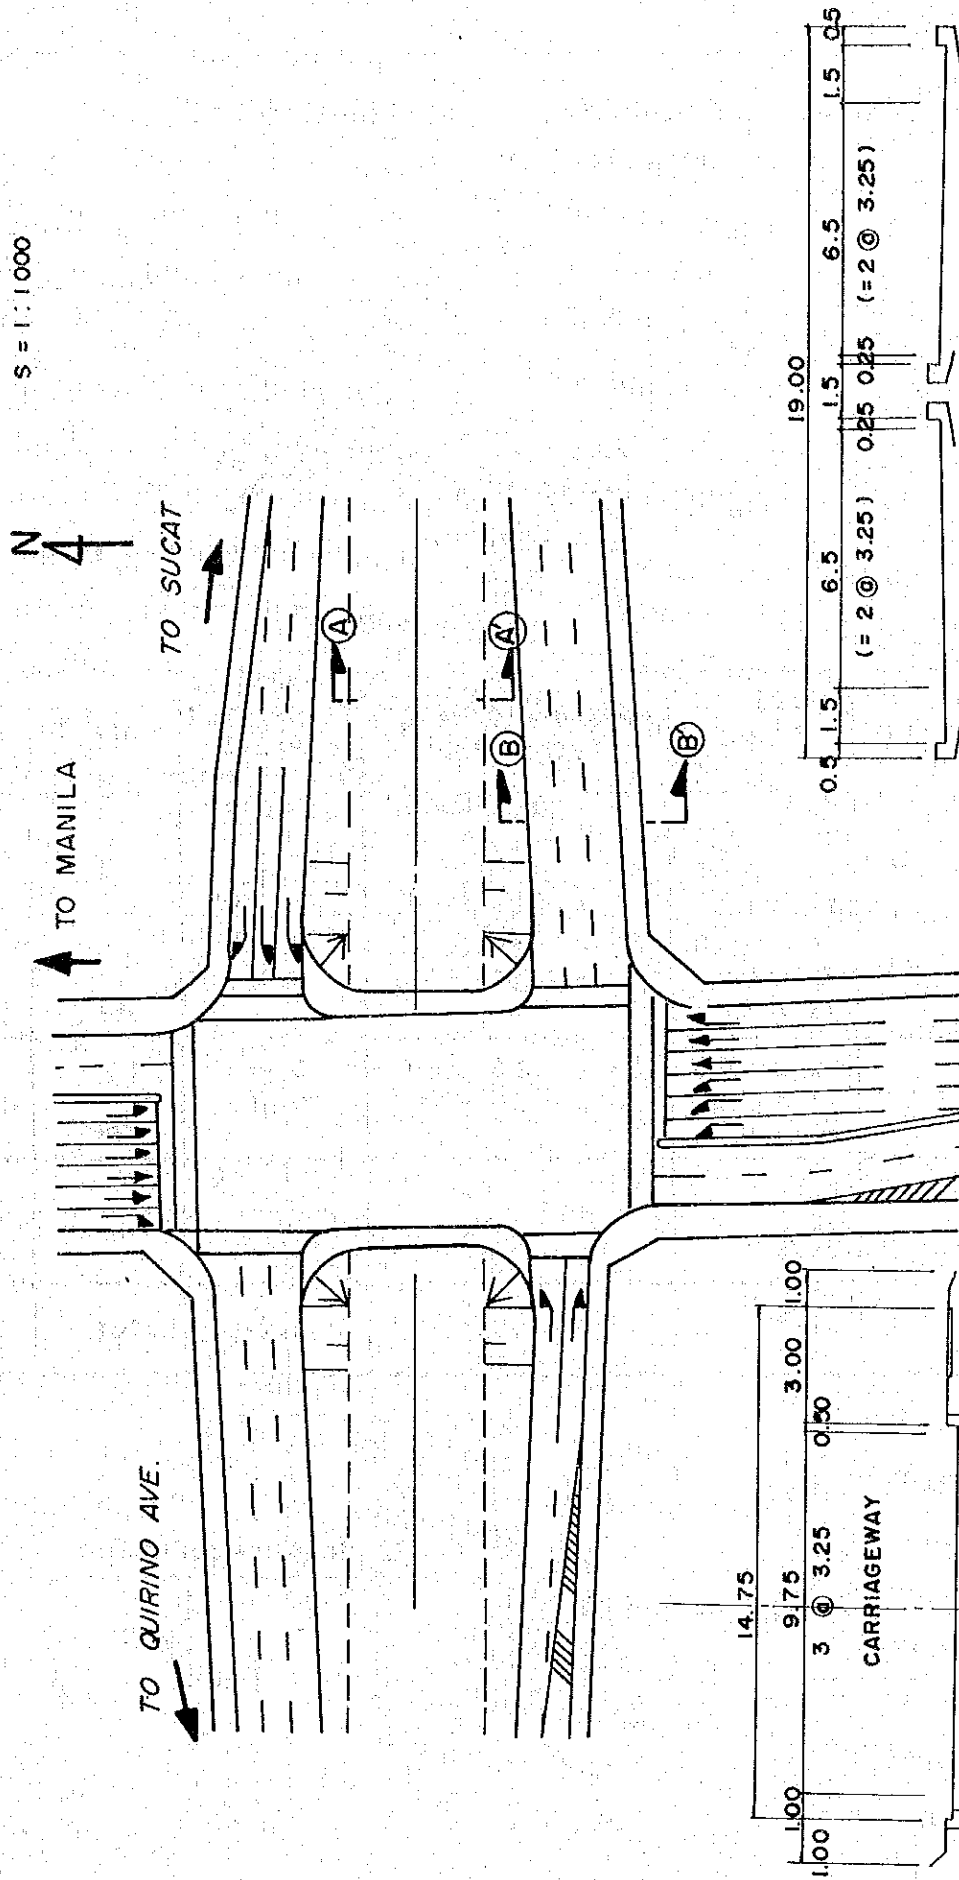 S = 1 : 1000
N
TO SUCAT
TO MANILA
TO QUIRINO AVE.
A
A'
B
B'
19.00
0.5 1.5 6.5 0.25 1.5 0.25 6.5 1.5 0.5
(= 2 @ 3.25) (= 2 @ 3.25)
14.75
1.00 1.00 9.75 0.50 3.00 1.00
3 @ 3.25
CARRIAGEWAY